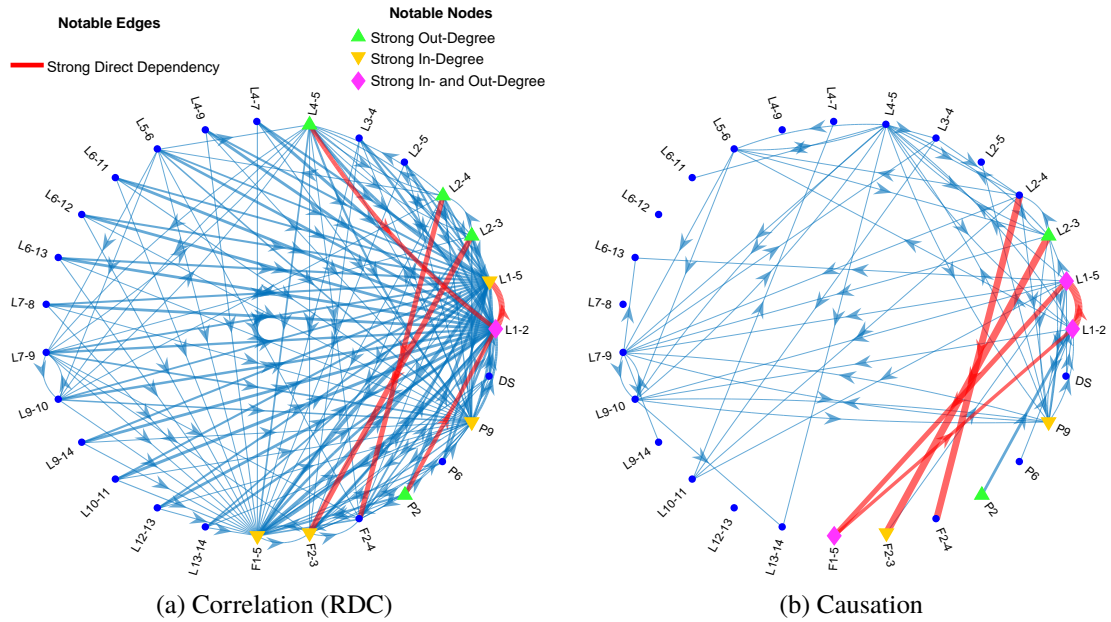 Notable Edges
Strong Direct Dependency
Notable Nodes
Strong Out-Degree
Strong In-Degree
Strong In- and Out-Degree
L4-7
L4-5
L4-9
L3-4
L5-6
L2-5
L6-11
L2-4
L6-12
L2-3
L6-13
L1-5
L7-8
L1-2
L7-9
DS
L9-10
P9
L9-14
P6
L10-11
P2
L12-13
F2-4
L13-14
F1-5
F2-3
(a) Correlation (RDC)
L4-7
L4-5
L4-9
L3-4
L5-6
L2-5
L6-11
L2-4
L6-12
L2-3
L6-13
L1-5
L7-8
L1-2
L7-9
DS
L9-10
P9
L9-14
P6
L10-11
P2
L12-13
F2-4
L13-14
F1-5
F2-3
(b) Causation